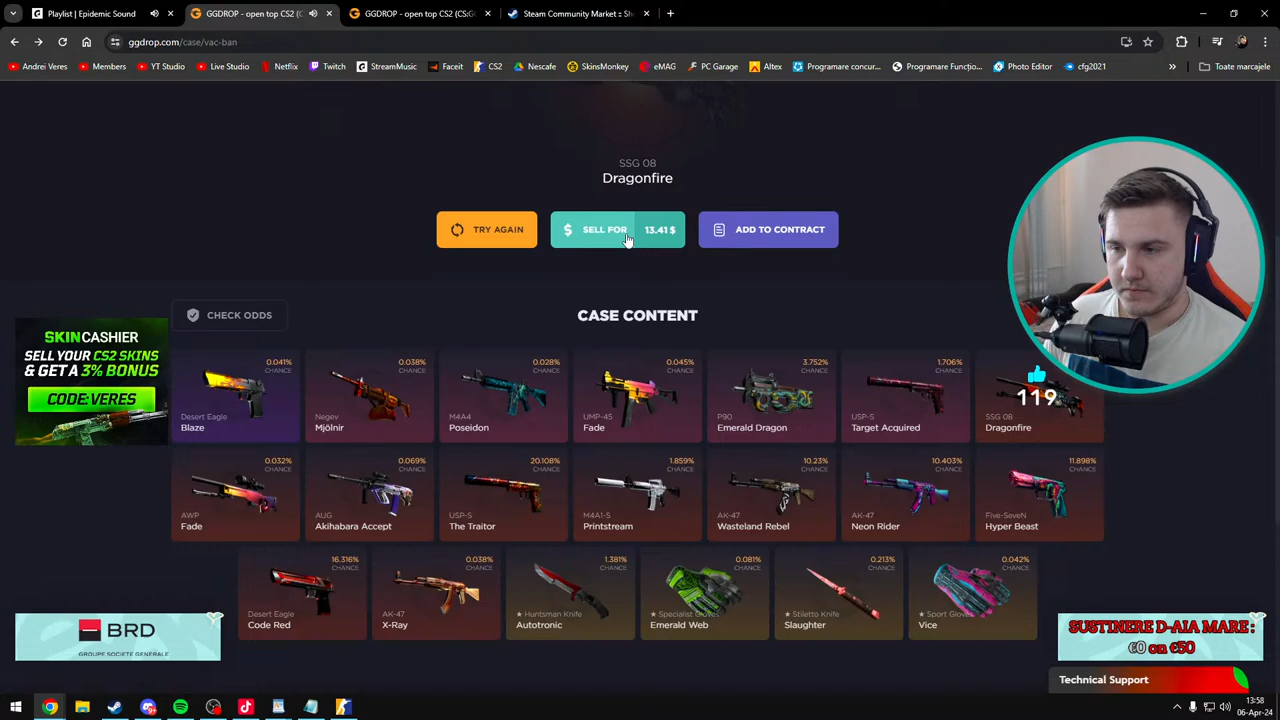 Playlist | Epidemic Sound
GGDROP - open top CS2 (C
GGDROP - open top CS2 (CS:G
Steam Community Market :: Sh
ggdrop.com/case/vac-ban
Andrei Veres
Members
YT Studio
Live Studio
Netflix
Twitch
StreamMusic
Faceit
CS2
Nescafe
SkinsMonkey
eMAG
PC Garage
Altex
Programare concur...
Programare Funcțio...
Photo Editor
cfg2021
Toate marcajele
SSG 08
Dragonfire
TRY AGAIN
SELL FOR
13.41 $
ADD TO CONTRACT
CHECK ODDS
CASE CONTENT
SKINCASHIER
SELL YOUR CS2 SKINS
& GET A 3% BONUS
CODE:VERES
119
0.041%
CHANCE
Desert Eagle
Blaze
0.038%
CHANCE
Negev
Mjölnir
0.028%
CHANCE
M4A4
Poseidon
0.045%
CHANCE
UMP-45
Fade
3.752%
CHANCE
P90
Emerald Dragon
1.706%
CHANCE
USP-S
Target Acquired
SSG 08
Dragonfire
0.032%
CHANCE
AWP
Fade
0.069%
CHANCE
AUG
Akihabara Accept
20.108%
CHANCE
USP-S
The Traitor
1.859%
CHANCE
M4A1-S
Printstream
10.23%
CHANCE
AK-47
Wasteland Rebel
10.403%
CHANCE
AK-47
Neon Rider
11.898%
CHANCE
Five-SeveN
Hyper Beast
16.316%
CHANCE
Desert Eagle
Code Red
0.038%
CHANCE
AK-47
X-Ray
1.381%
CHANCE
★ Huntsman Knife
Autotronic
0.081%
CHANCE
★ Specialist Gloves
Emerald Web
0.213%
CHANCE
★ Stiletto Knife
Slaughter
0.042%
CHANCE
★ Sport Gloves
Vice
BRD
GROUPE SOCIETE GENERALE
SUSTINERE D-AIA MARE :
€0 on €50
Technical Support
13:58
06-Apr-24